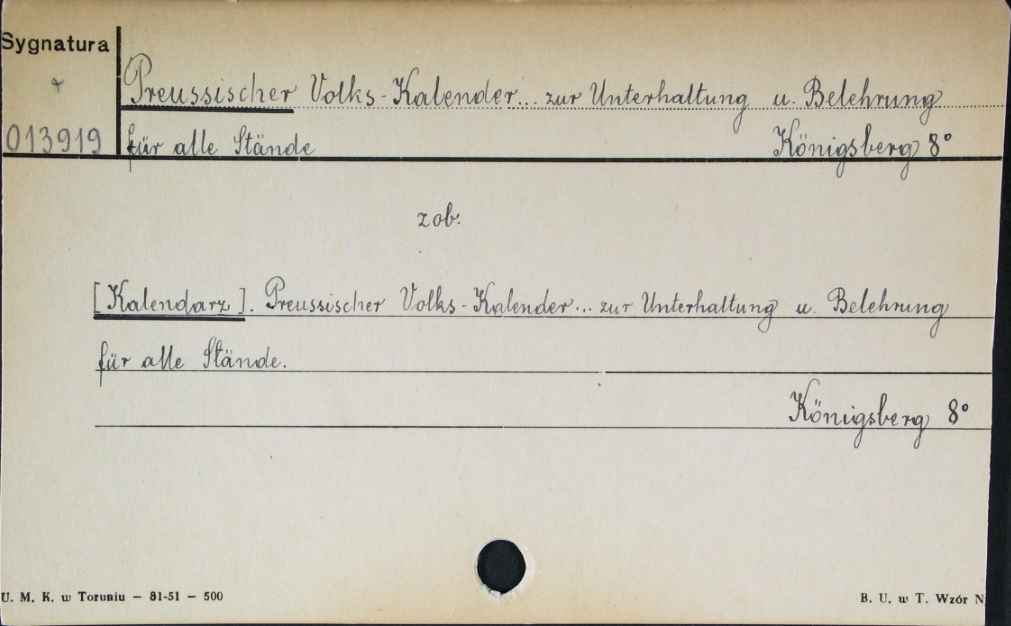 Sygnatura
+
Preussischer Volks-Kalender... zur Unterhaltung u. Belehrung
013919
für alle Stände Königsberg 8°
zob:
[Kalendarz]. Preussischer Volks-Kalender... zur Unterhaltung u. Belehrung
für alle Stände.
Königsberg 8°
U. M. K. w Toruniu — 81-51 — 500
B. U. w T. Wzór N